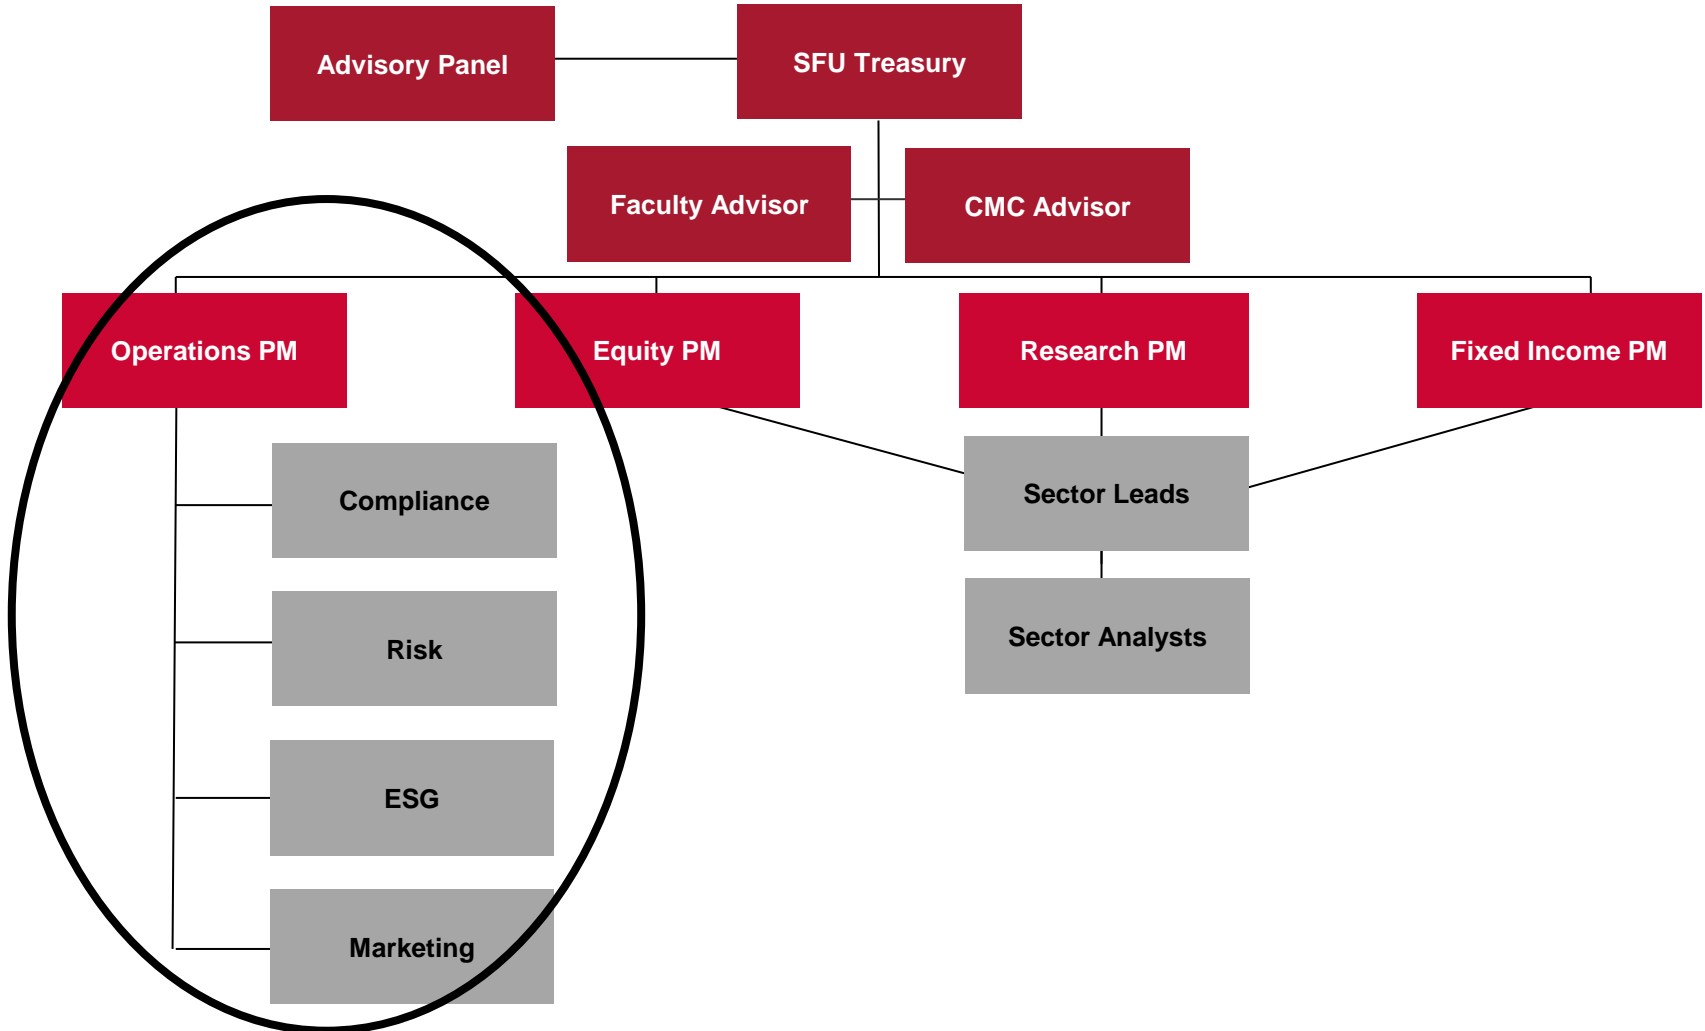 Advisory Panel
SFU Treasury
Faculty Advisor
CMC Advisor
Operations PM
Equity PM
Research PM
Fixed Income PM
Compliance
Sector Leads
Risk
Sector Analysts
ESG
Marketing